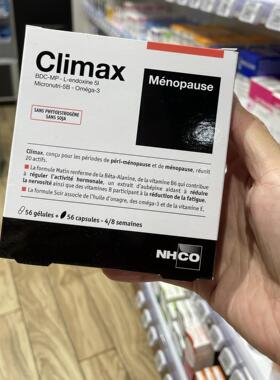 Climax
BDC-MP - L-endoxine 5I
Micronutri-5B - Oméga-3
Ménopause
SANS PHYTOESTROGÈNE
SANS SOJA
Climax, conçu pour les périodes de péri-ménopause et de ménopause, réunit
20 actifs.
- La formule Matin renferme de la Bêta-Alanine, de la vitamine B6 qui contribue
à réguler l'activité hormonale, un extrait d'aubépine aidant à réduire
la nervosité ainsi que des vitamines B participant à la réduction de la fatigue.
- La formule Soir associe de l'huile d'onagre, des oméga-3 et de la vitamine E.
56 gélules + 56 capsules - 4/8 semaines
NHCO